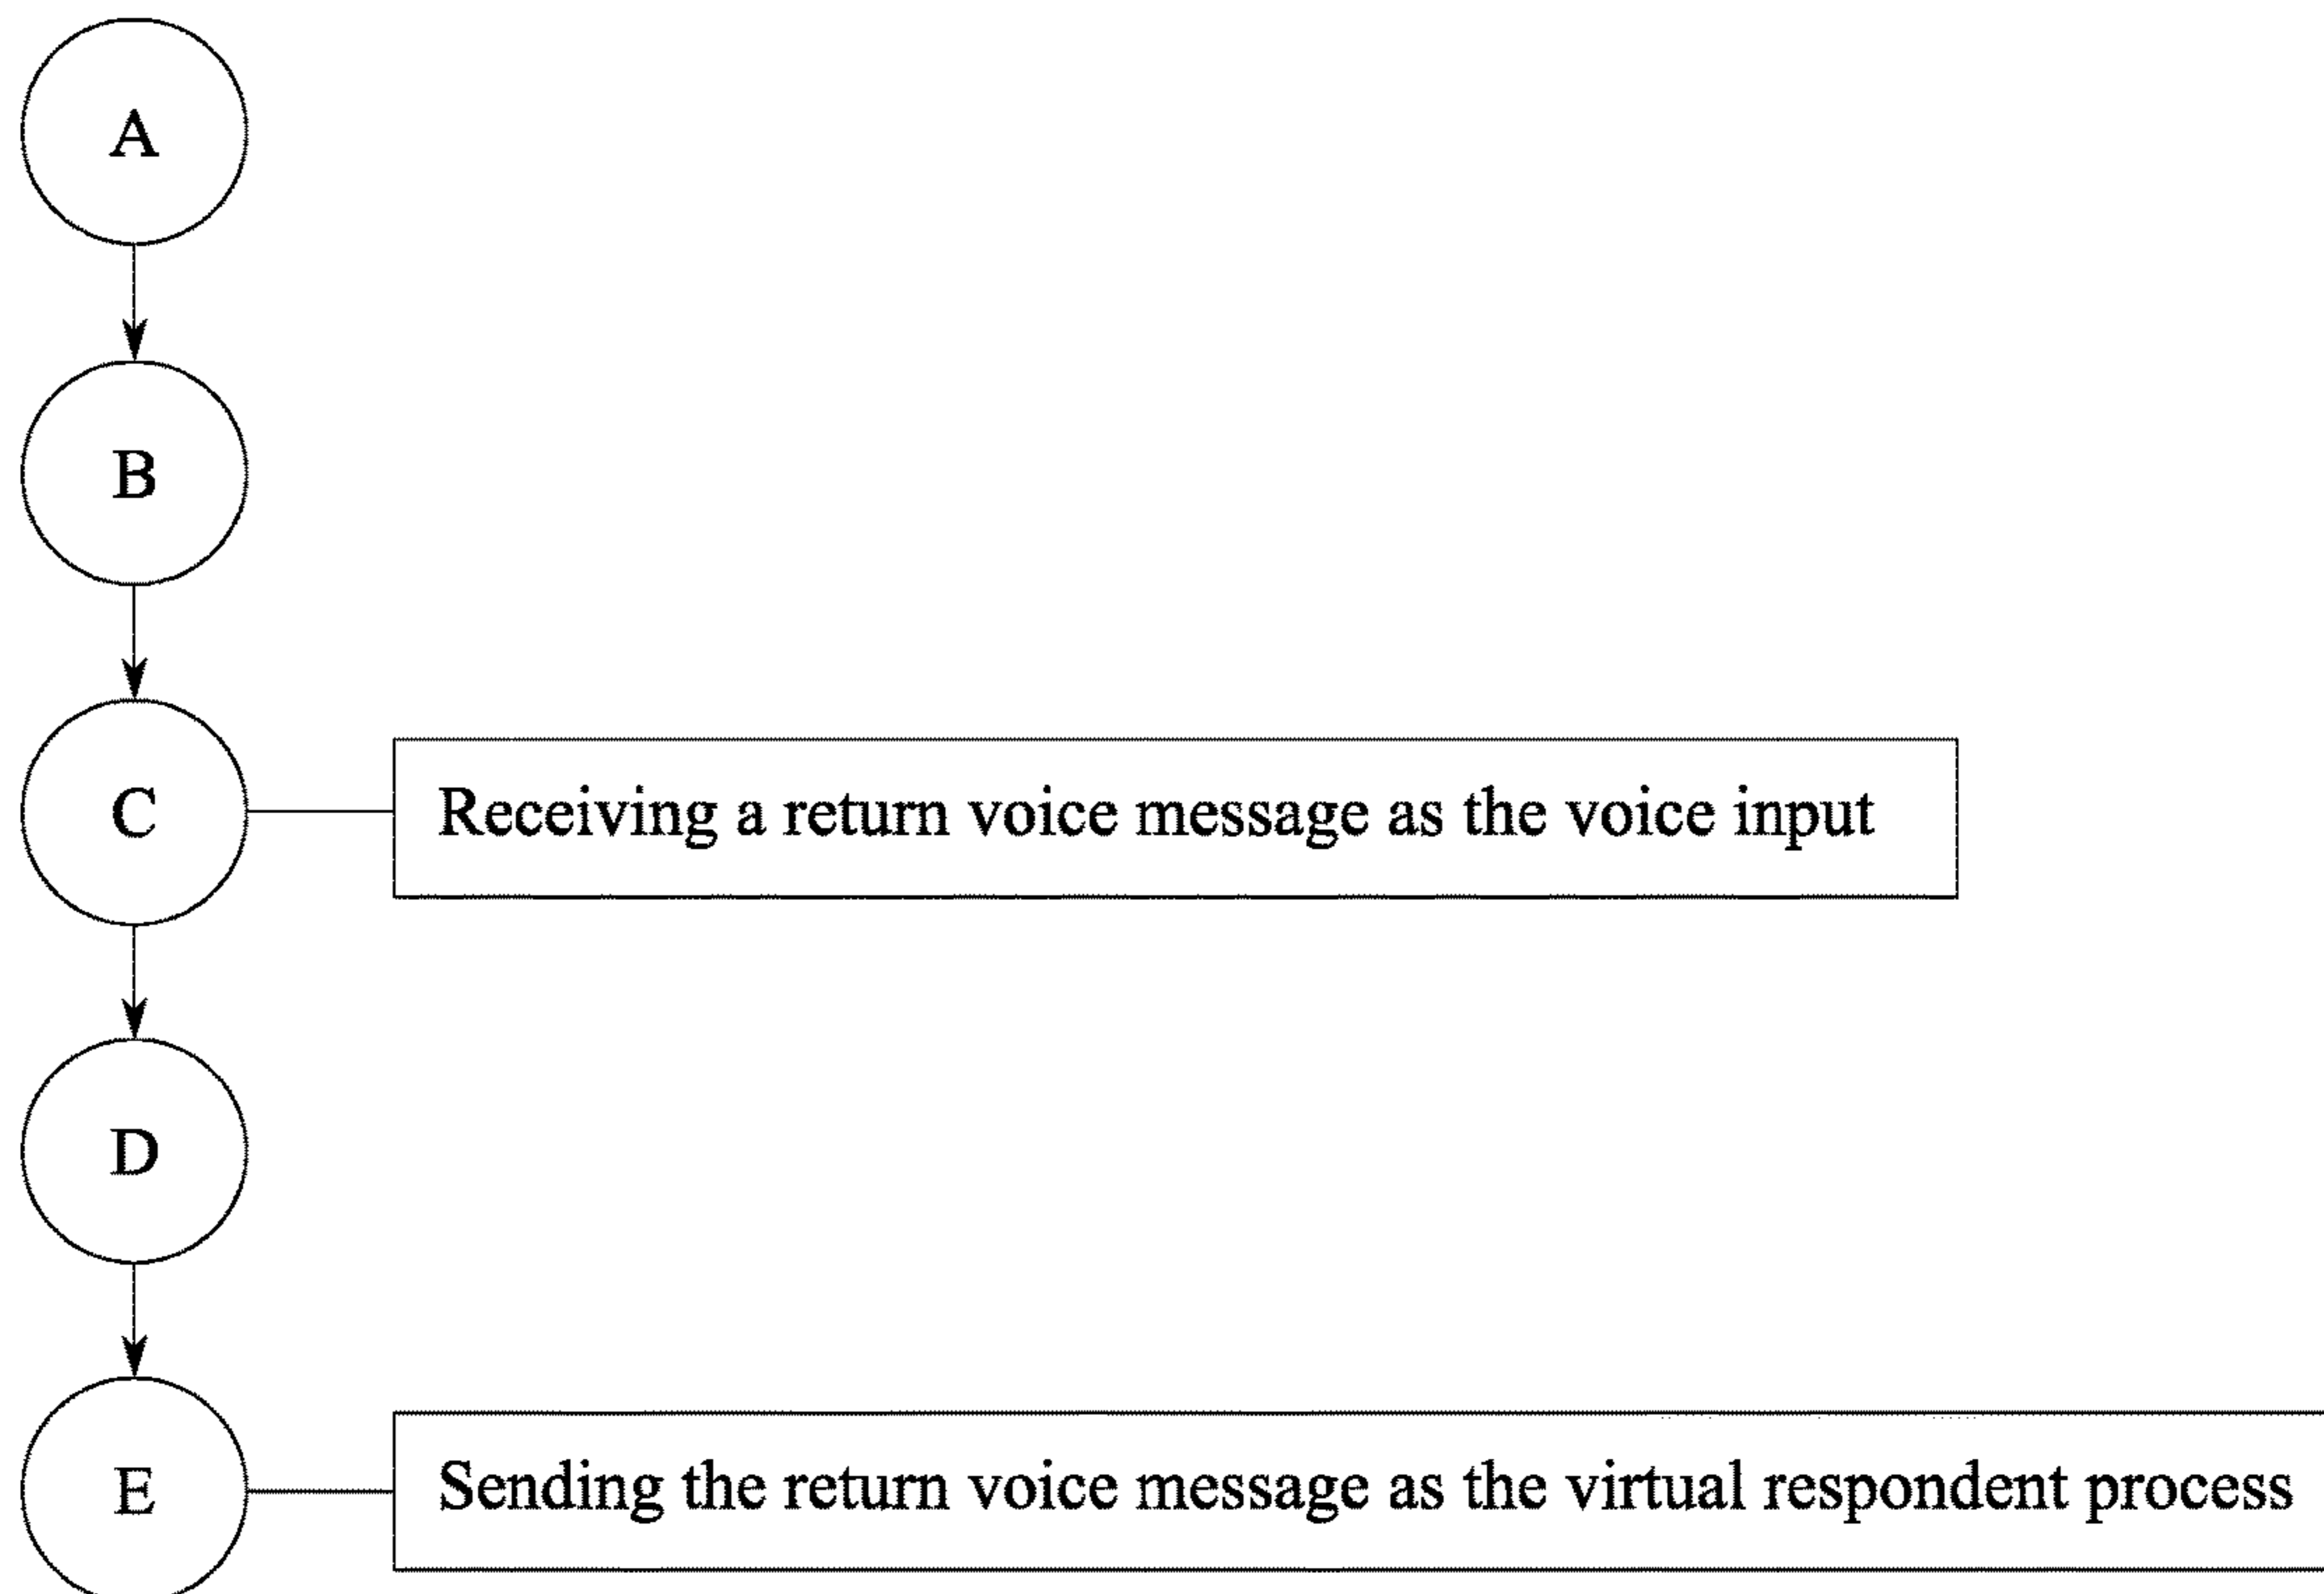 A
B
C
Receiving a return voice message as the voice input
D
E
Sending the return voice message as the virtual respondent process